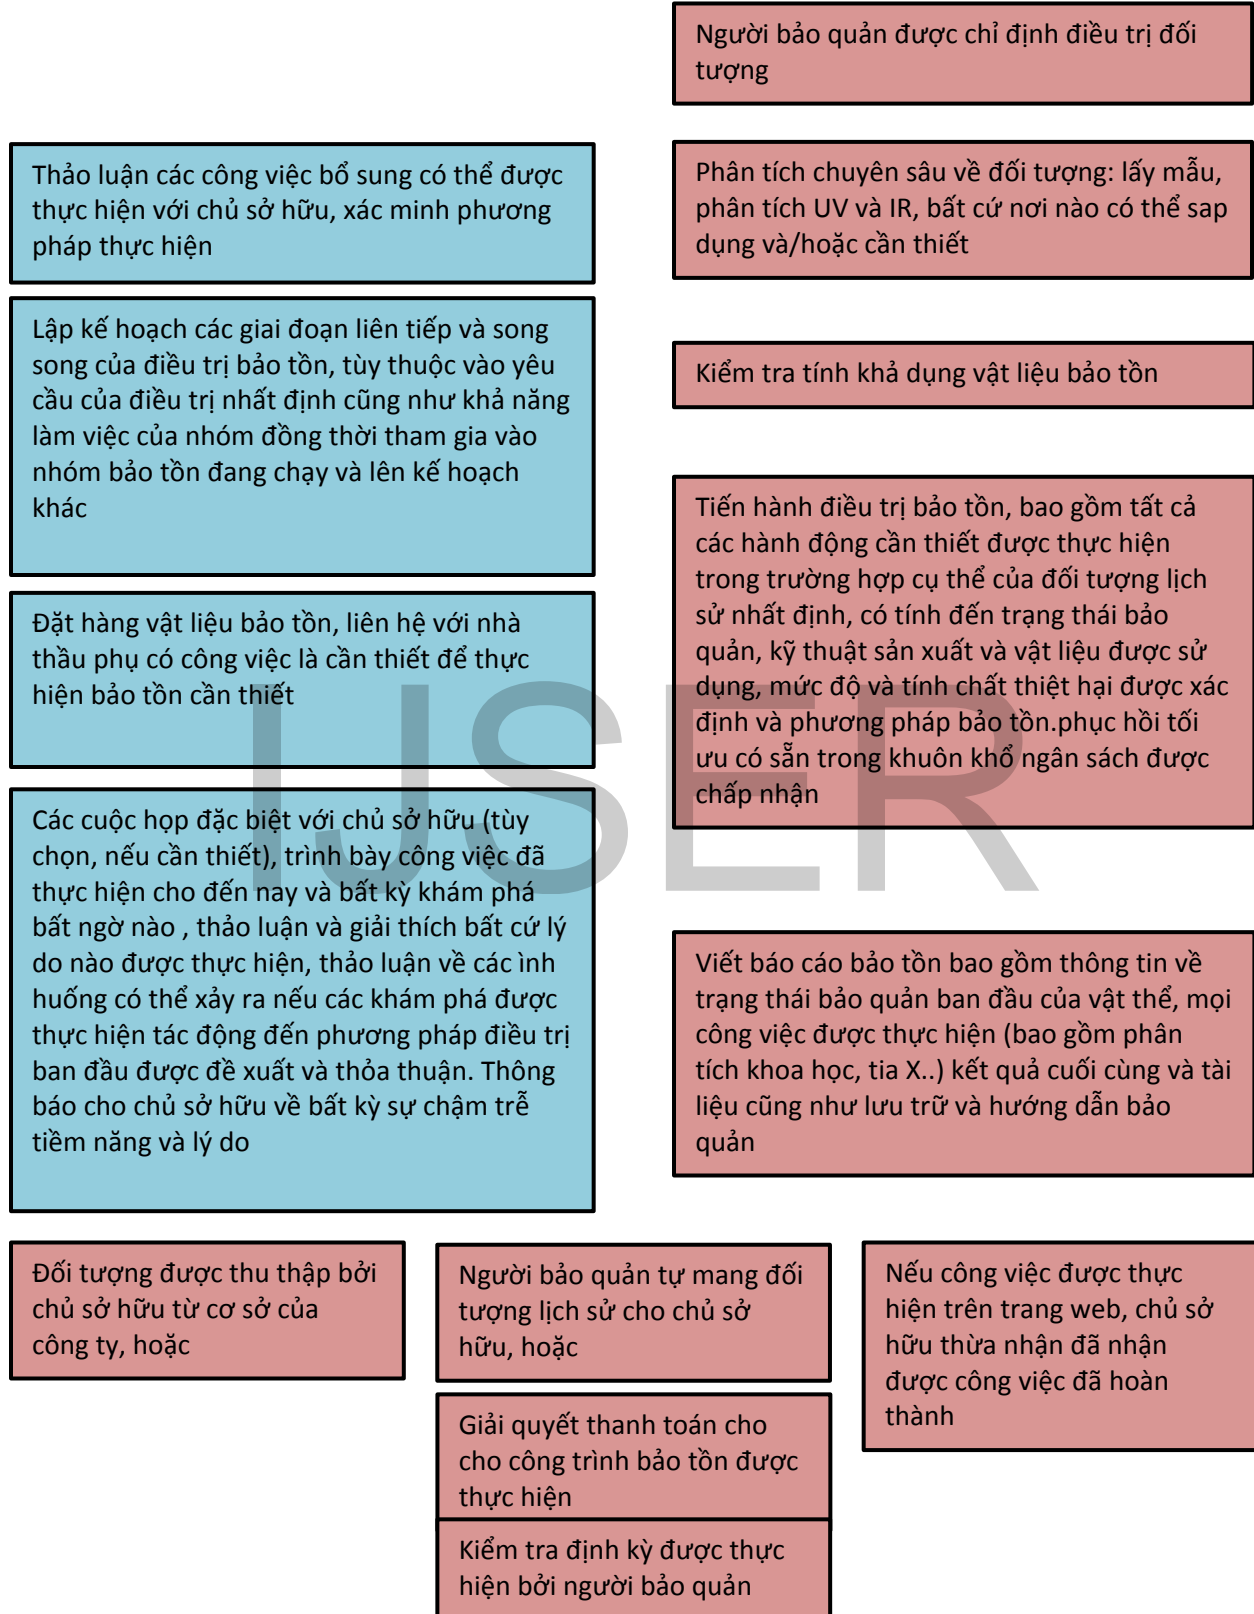 Người bảo quản được chỉ định điều trị đối
tượng
Thảo luận các công việc bổ sung có thể được
thực hiện với chủ sở hữu, xác minh phương
pháp thực hiện
Phân tích chuyên sâu về đối tượng: lấy mẫu,
phân tích UV và IR, bất cứ nơi nào có thể sap
dụng và/hoặc cần thiết
Lập kế hoạch các giai đoạn liên tiếp và song
song của điều trị bảo tồn, tùy thuộc vào yêu
cầu của điều trị nhất định cũng như khả năng
làm việc của nhóm đồng thời tham gia vào
nhóm bảo tồn đang chạy và lên kế hoạch
khác
Kiểm tra tính khả dụng vật liệu bảo tồn
Đặt hàng vật liệu bảo tồn, liên hệ với nhà
thầu phụ có công việc là cần thiết để thực
hiện bảo tồn cần thiết
Tiến hành điều trị bảo tồn, bao gồm tất cả
các hành động cần thiết được thực hiện
trong trường hợp cụ thể của đối tượng lịch
sử nhất định, có tính đến trạng thái bảo
quản, kỹ thuật sản xuất và vật liệu được sử
dụng, mức độ và tính chất thiệt hại được xác
định và phương pháp bảo tồn.phục hồi tối
ưu có sẵn trong khuôn khổ ngân sách được
chấp nhận
IJSER
Các cuộc họp đặc biệt với chủ sở hữu (tùy
chọn, nếu cần thiết), trình bày công việc đã
thực hiện cho đến nay và bất kỳ khám phá
bất ngờ nào , thảo luận và giải thích bất cứ lý
do nào được thực hiện, thảo luận về các ình
huống có thể xảy ra nếu các khám phá được
thực hiện tác động đến phương pháp điều trị
ban đầu được đề xuất và thỏa thuận. Thông
báo cho chủ sở hữu về bất kỳ sự chậm trễ
tiềm năng và lý do
Viết báo cáo bảo tồn bao gồm thông tin về
trạng thái bảo quản ban đầu của vật thể, mọi
công việc được thực hiện (bao gồm phân
tích khoa học, tia X..) kết quả cuối cùng và tài
liệu cũng như lưu trữ và hướng dẫn bảo
quản
Đối tượng được thu thập bởi
chủ sở hữu từ cơ sở của
công ty, hoặc
Người bảo quản tự mang đối
tượng lịch sử cho chủ sở
hữu, hoặc
Nếu công việc được thực
hiện trên trang web, chủ sở
hữu thừa nhận đã nhận
được công việc đã hoàn
thành
Giải quyết thanh toán cho
cho công trình bảo tồn được
thực hiện
Kiểm tra định kỳ được thực
hiện bởi người bảo quản